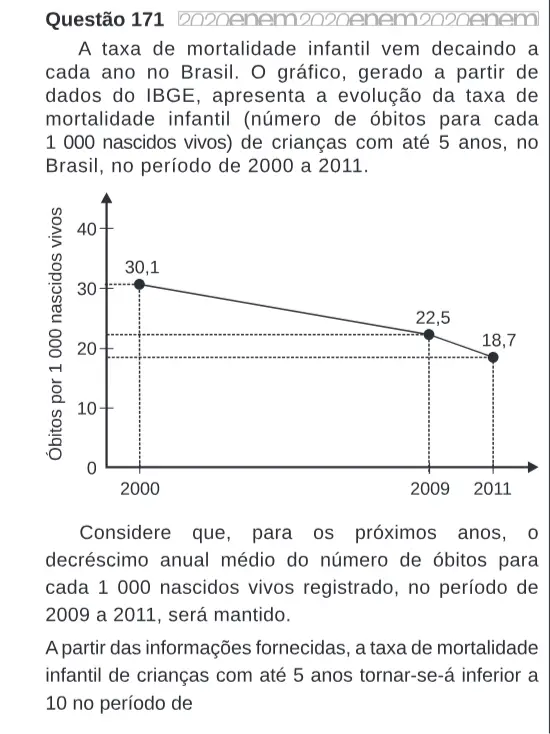 Questão 171 2020enem2020enem2020enem
A taxa de mortalidade infantil vem decaindo a
cada ano no Brasil. O gráfico, gerado a partir de
dados do IBGE, apresenta a evolução da taxa de
mortalidade infantil (número de óbitos para cada
1 000 nascidos vivos) de crianças com até 5 anos, no
Brasil, no período de 2000 a 2011.
Óbitos por 1 000 nascidos vivos
40
30,1
30
22,5
20
18,7
10
0
2000 2009 2011
Considere que, para os próximos anos, o
decréscimo anual médio do número de óbitos para
cada 1 000 nascidos vivos registrado, no período de
2009 a 2011, será mantido.
A partir das informações fornecidas, a taxa de mortalidade
infantil de crianças com até 5 anos tornar-se-á inferior a
10 no período de